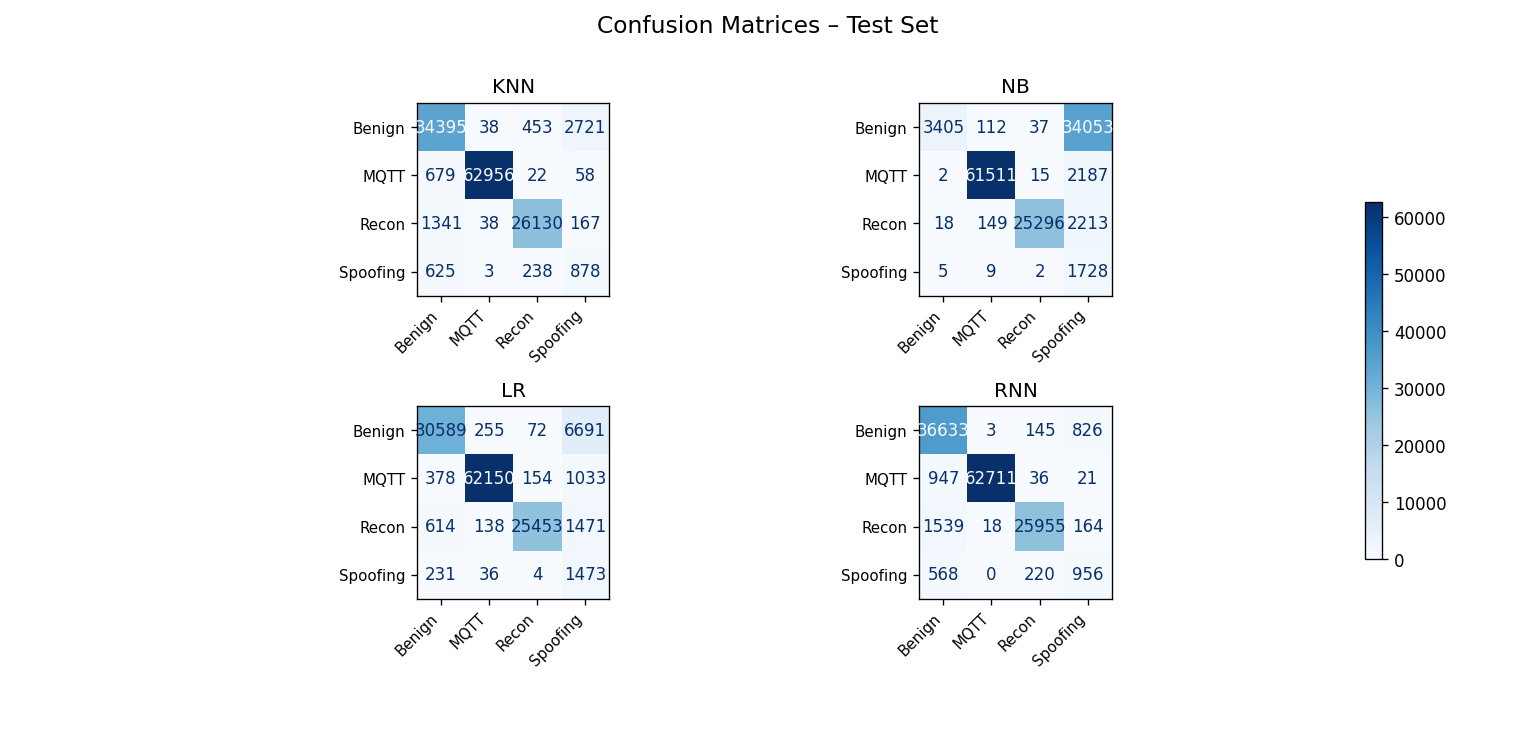 Confusion Matrices – Test Set
KNN
Benign 34395 38 453 2721
MQTT 679 62956 22 58
Recon 1341 38 26130 167
Spoofing 625 3 238 878
Benign MQTT Recon Spoofing
NB
Benign 3405 112 37 34053
MQTT 2 61511 15 2187
Recon 18 149 25296 2213
Spoofing 5 9 2 1728
Benign MQTT Recon Spoofing
LR
Benign 30589 255 72 6691
MQTT 378 62150 154 1033
Recon 614 138 25453 1471
Spoofing 231 36 4 1473
Benign MQTT Recon Spoofing
RNN
Benign 36633 3 145 826
MQTT 947 62711 36 21
Recon 1539 18 25955 164
Spoofing 568 0 220 956
Benign MQTT Recon Spoofing
60000
50000
40000
30000
20000
10000
0